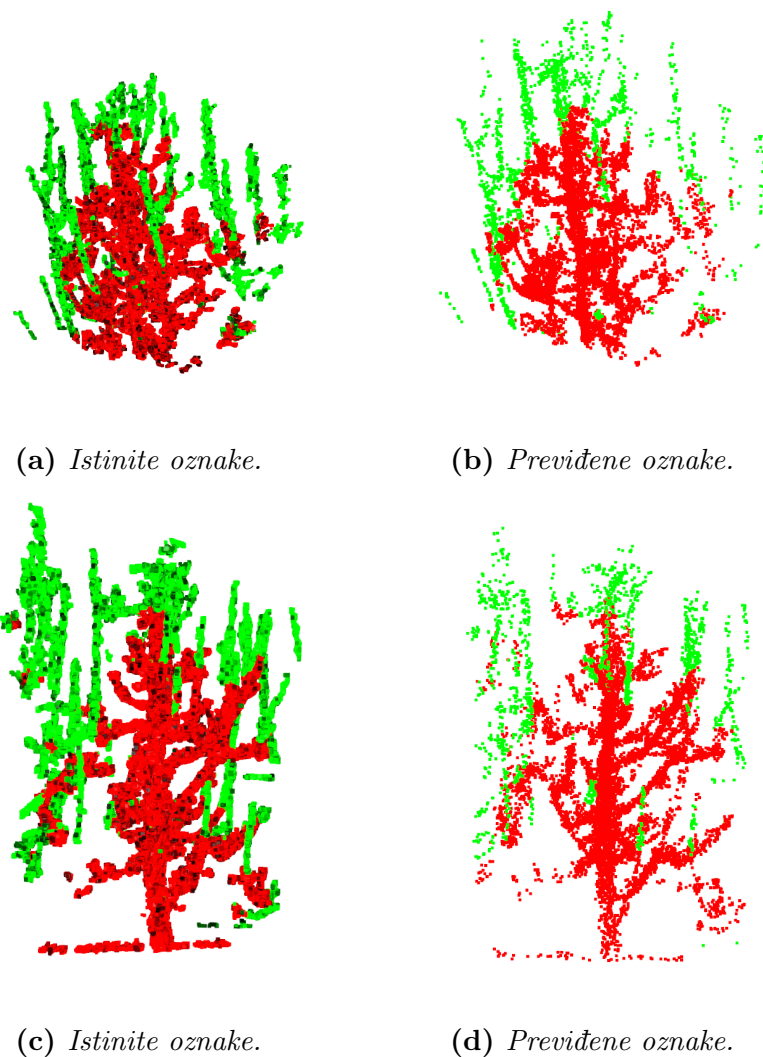 (a) Istinite oznake.
(b) Previđene oznake.
(c) Istinite oznake.
(d) Previđene oznake.